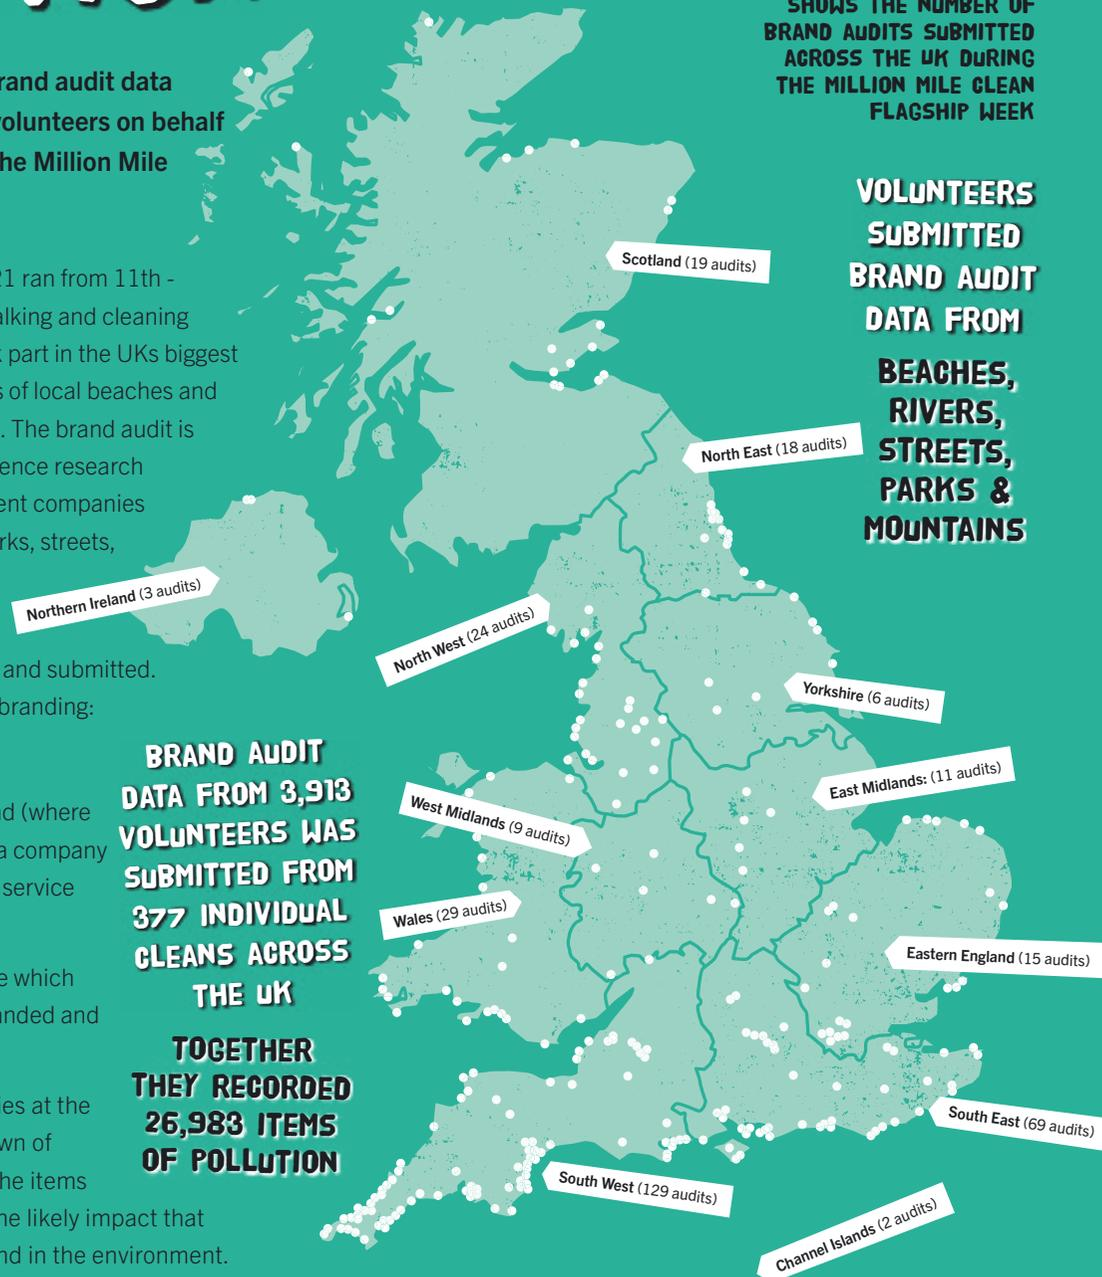 rand audit data
volunteers on behalf
he Million Mile
21 ran from 11th -
alking and cleaning
part in the UKs biggest
s of local beaches and
. The brand audit is
ence research
ent companies
rks, streets,
and submitted.
branding:
nd (where
a company
service
e which
anded and
ies at the
wn of
he items
ne likely impact that
nd in the environment.
SHOWS THE NUMBER OF
BRAND AUDITS SUBMITTED
ACROSS THE UK DURING
THE MILLION MILE CLEAN
FLAGSHIP WEEK
VOLUNTEERS
SUBMITTED
BRAND AUDIT
DATA FROM
BEACHES,
RIVERS,
STREETS,
PARKS &
MOUNTAINS
Scotland (19 audits)
North East (18 audits)
Northern Ireland (3 audits)
North West (24 audits)
Yorkshire (6 audits)
East Midlands: (11 audits)
West Midlands (9 audits)
Wales (29 audits)
Eastern England (15 audits)
South East (69 audits)
South West (129 audits)
Channel Islands (2 audits)
BRAND AUDIT
DATA FROM 3,913
VOLUNTEERS WAS
SUBMITTED FROM
377 INDIVIDUAL
CLEANS ACROSS
THE UK
TOGETHER
THEY RECORDED
26,983 ITEMS
OF POLLUTION